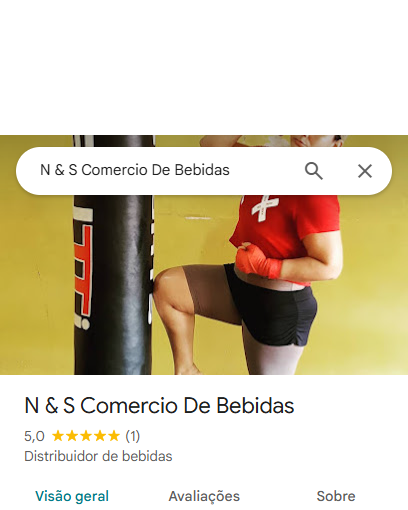 N & S Comercio De Bebidas
N & S Comercio De Bebidas
5,0 ★★★★★ (1)
Distribuidor de bebidas
Visão geral Avaliações Sobre